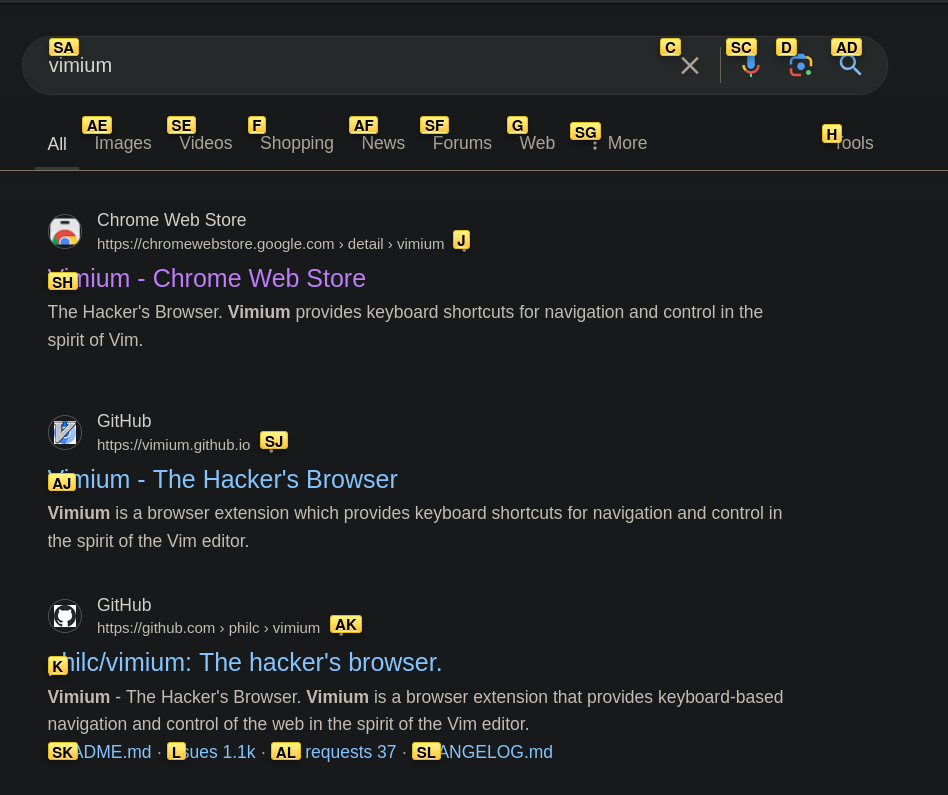 SA C SC D AD
vimium
AE SE F AF SF G SG H
All Images Videos Shopping News Forums Web More Tools
Chrome Web Store
https://chromewebstore.google.com › detail › vimium J
SH Vimium - Chrome Web Store
The Hacker's Browser. Vimium provides keyboard shortcuts for navigation and control in the
spirit of Vim.
GitHub
https://vimium.github.io SJ
AJ Vimium - The Hacker's Browser
Vimium is a browser extension which provides keyboard shortcuts for navigation and control in
the spirit of the Vim editor.
GitHub
https://github.com › philc › vimium AK
K philc/vimium: The hacker's browser.
Vimium - The Hacker's Browser. Vimium is a browser extension that provides keyboard-based
navigation and control of the web in the spirit of the Vim editor.
SK ADME.md · L sues 1.1k · AL requests 37 · SL ANGELOG.md